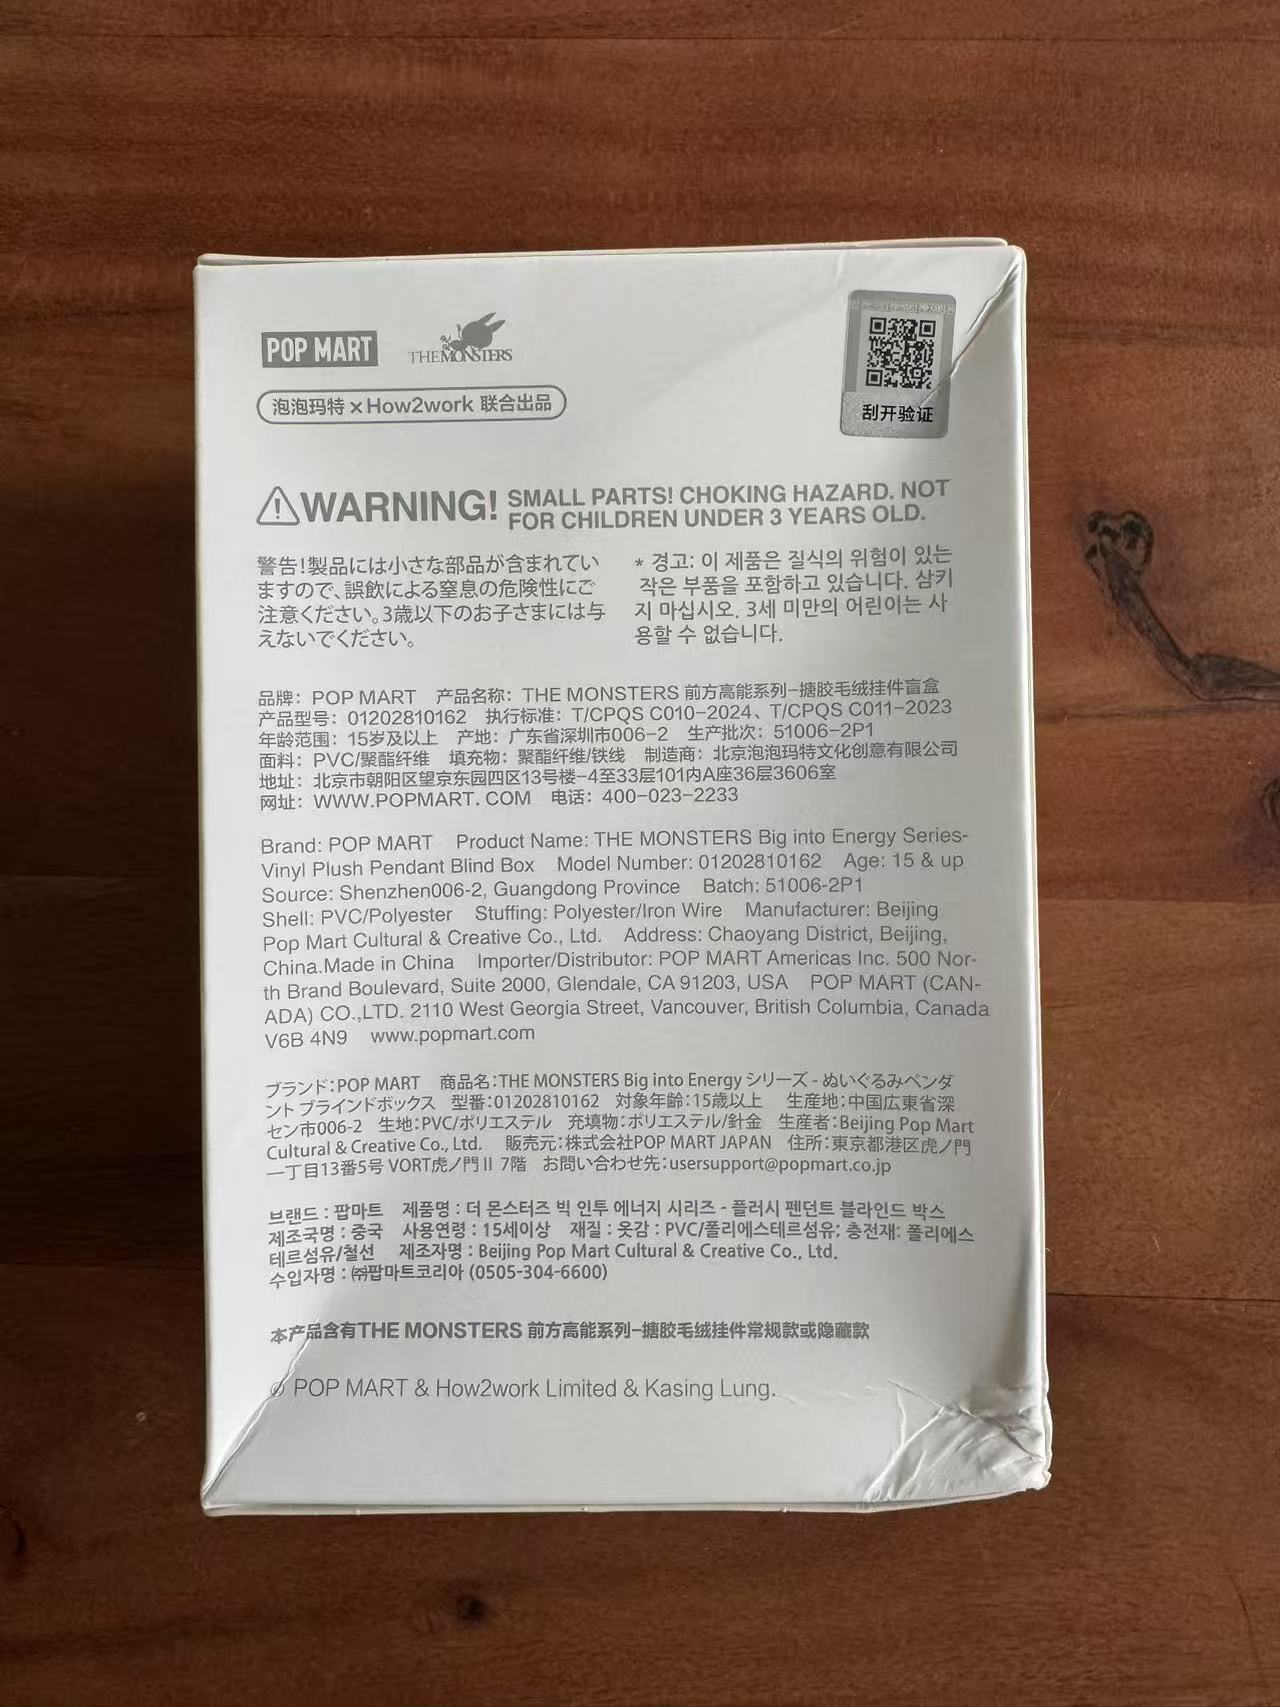 POP MART
THE MONSTERS
泡泡玛特×How2work 联合出品
刮开验证
WARNING! SMALL PARTS! CHOKING HAZARD. NOT
FOR CHILDREN UNDER 3 YEARS OLD.
警告!製品には小さな部品が含まれてい
ますので、誤飲による窒息の危険性にご
注意ください。3歳以下のお子さまには与
えないでください。
* 경고: 이 제품은 질식의 위험이 있는
작은 부품을 포함하고 있습니다. 삼키
지 마십시오. 3세 미만의 어린이는 사
용할 수 없습니다.
品牌：POP MART 产品名称：THE MONSTERS 前方高能系列-搪胶毛绒挂件盲盒
产品型号：01202810162 执行标准：T/CPQS C010-2024、T/CPQS C011-2023
年龄范围：15岁及以上 产地：广东省深圳市006-2 生产批次：51006-2P1
面料：PVC/聚酯纤维 填充物：聚酯纤维/铁线 制造商：北京泡泡玛特文化创意有限公司
地址：北京市朝阳区望京东园四区13号楼-4至33层101内A座36层3606室
网址：WWW.POPMART.COM 电话：400-023-2233
Brand: POP MART Product Name: THE MONSTERS Big into Energy Series-
Vinyl Plush Pendant Blind Box Model Number: 01202810162 Age: 15 & up
Source: Shenzhen006-2, Guangdong Province Batch: 51006-2P1
Shell: PVC/Polyester Stuffing: Polyester/Iron Wire Manufacturer: Beijing
Pop Mart Cultural & Creative Co., Ltd. Address: Chaoyang District, Beijing,
China.Made in China Importer/Distributor: POP MART Americas Inc. 500 Nor-
th Brand Boulevard, Suite 2000, Glendale, CA 91203, USA POP MART (CAN-
ADA) CO.,LTD. 2110 West Georgia Street, Vancouver, British Columbia, Canada
V6B 4N9 www.popmart.com
ブランド:POP MART 商品名:THE MONSTERS Big into Energy シリーズ - ぬいぐるみペンダ
ント ブラインドボックス 型番:01202810162 対象年齢:15歳以上 生産地:中国広東省深
セン市006-2 生地:PVC/ポリエステル 充填物:ポリエステル/針金 生産者:Beijing Pop Mart
Cultural & Creative Co., Ltd. 販売元:株式会社POP MART JAPAN 住所:東京都港区虎ノ門
一丁目13番5号 VORT虎ノ門Ⅱ 7階 お問い合わせ先:usersupport@popmart.co.jp
브랜드 : 팝마트 제품명 : 더 몬스터즈 빅 인투 에너지 시리즈 - 플러시 펜던트 블라인드 박스
제조국명 : 중국 사용연령 : 15세이상 재질 : 옷감 : PVC/폴리에스테르섬유; 충전재: 폴리에스
테르섬유/철선 제조자명 : Beijing Pop Mart Cultural & Creative Co., Ltd.
수입자명 : ㈜팝마트코리아 (0505-304-6600)
本产品含有THE MONSTERS 前方高能系列-搪胶毛绒挂件常规款或隐藏款
© POP MART & How2work Limited & Kasing Lung.